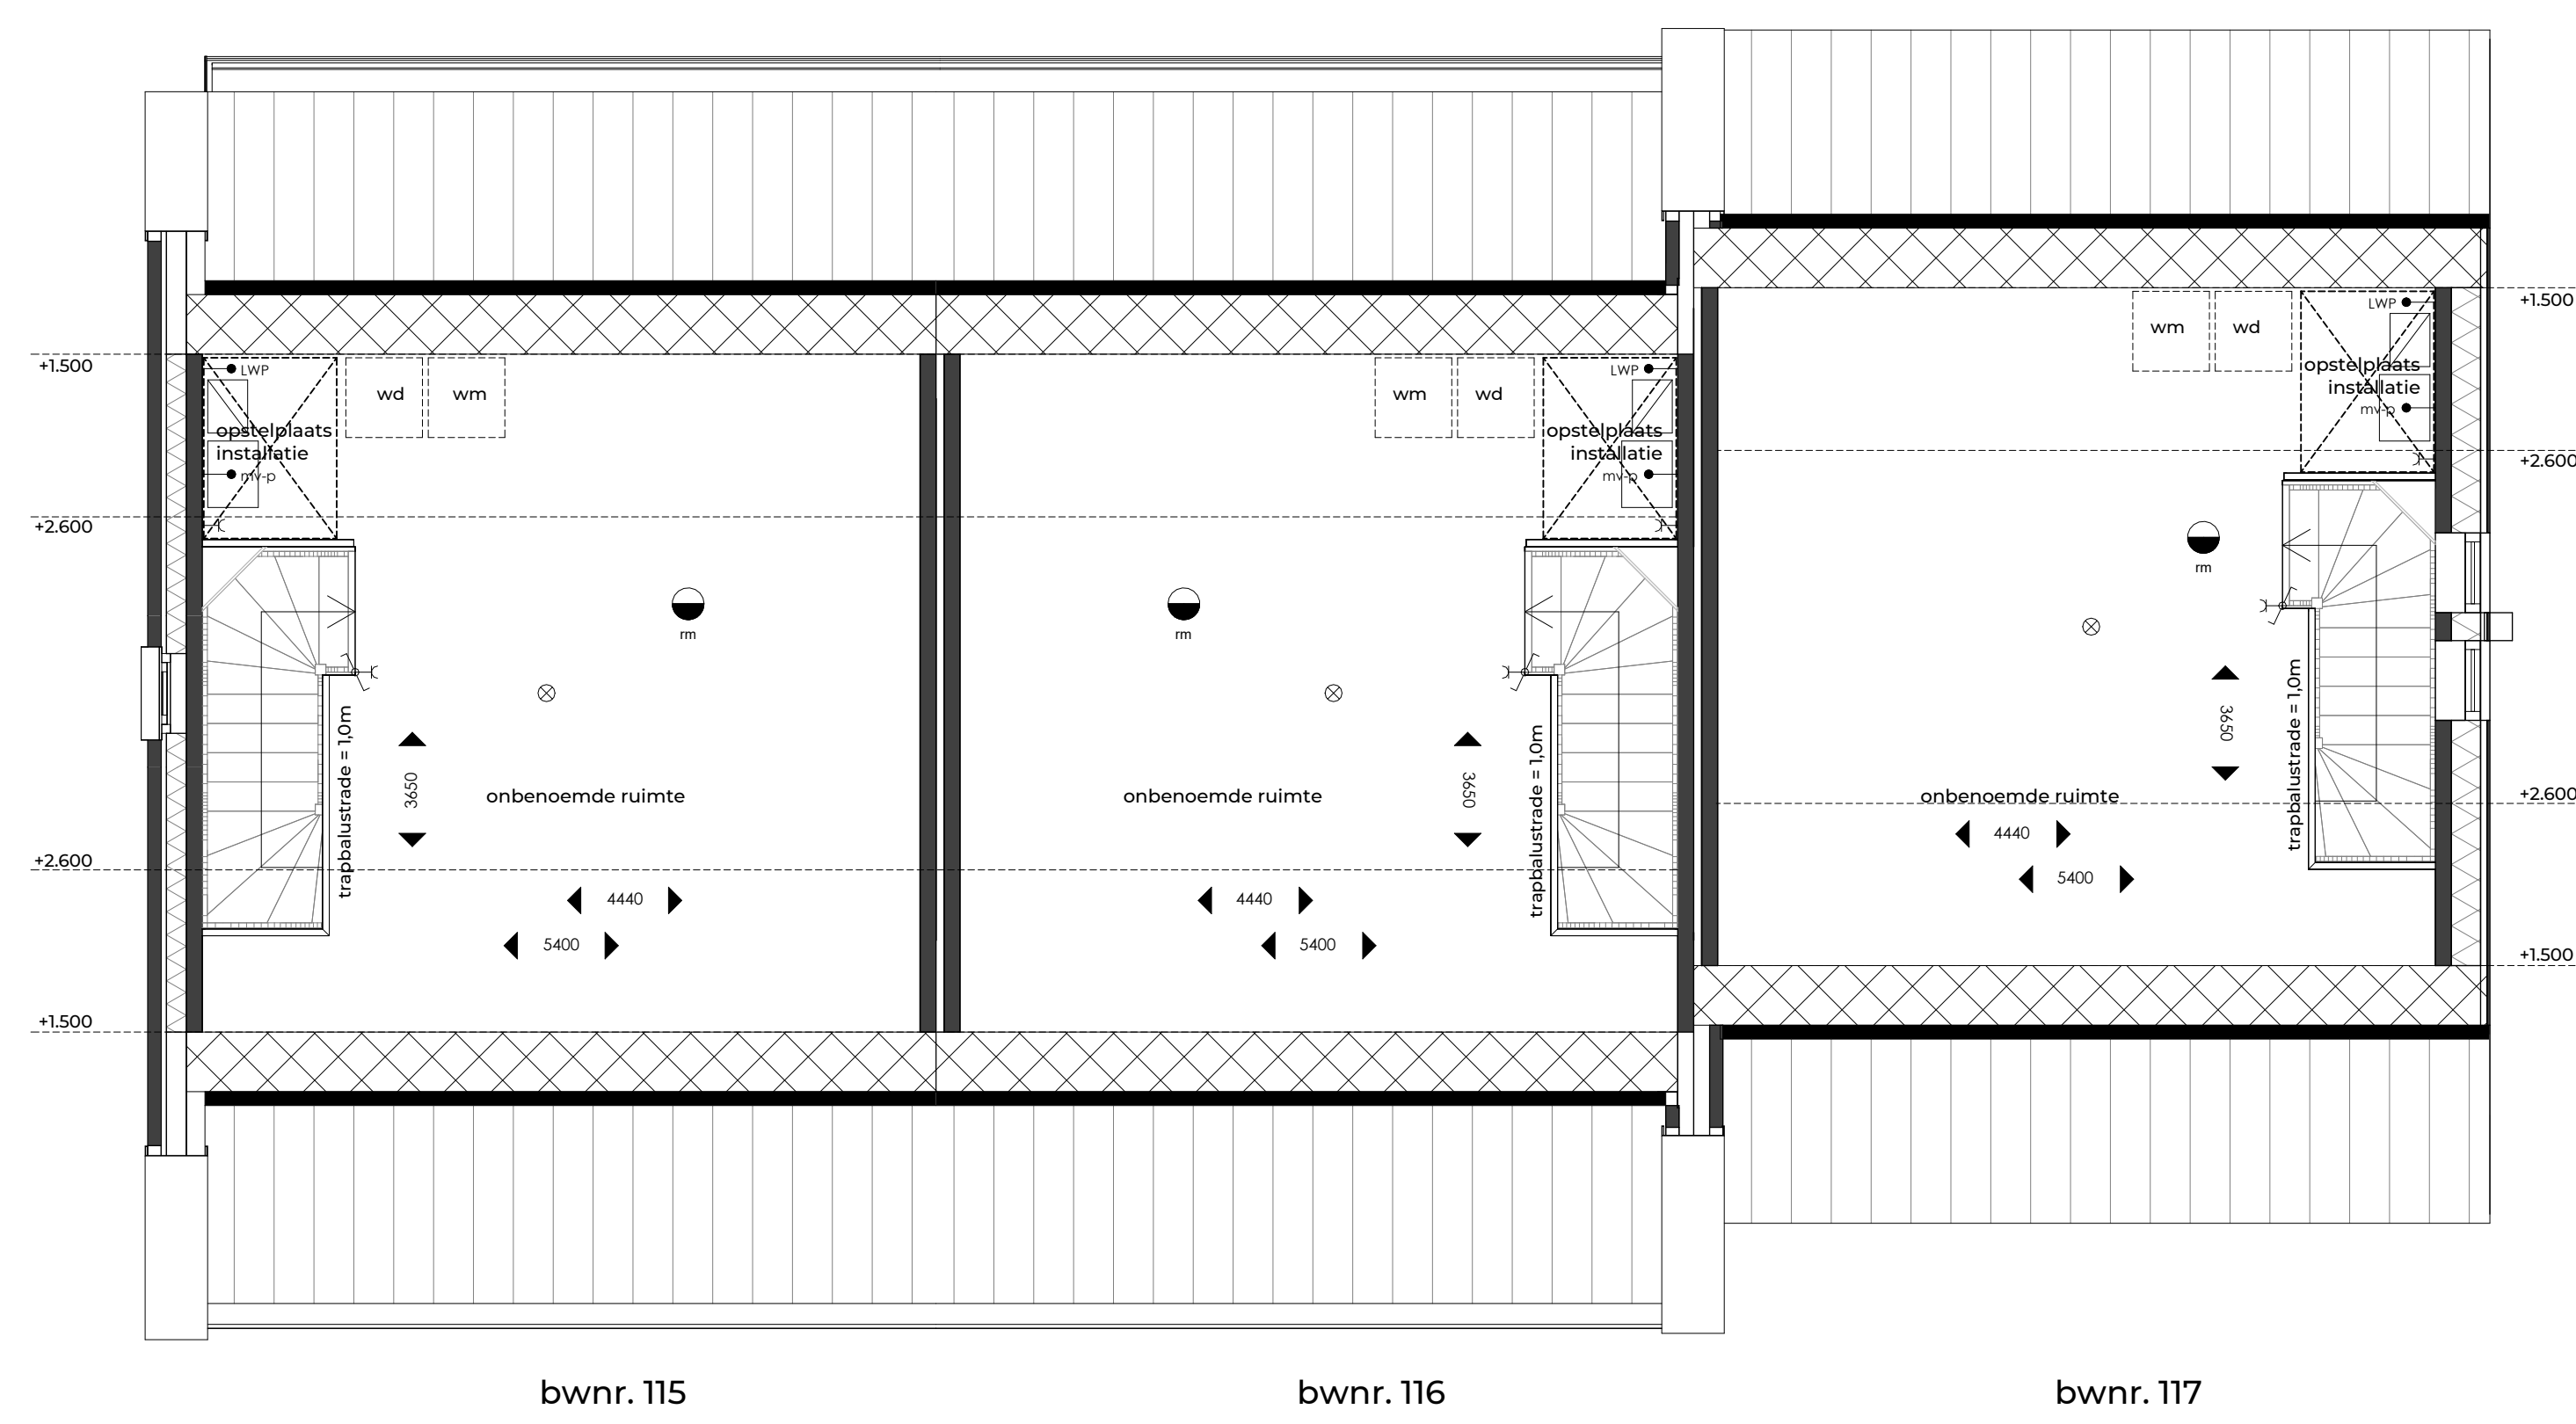 +1.500
+2.600
+2.600
+1.500
LWP
opstelplaats
installatie
mv-p
wd
wm
rm
trapbalustrade = 1,0m
3650
onbenoemde ruimte
4440
5400
wm
wd
LWP
opstelplaats
installatie
mv-p
rm
trapbalustrade = 1,0m
3650
onbenoemde ruimte
4440
5400
wm
wd
LWP
opstelplaats
installatie
mv-p
rm
trapbalustrade = 1,0m
3650
onbenoemde ruimte
4440
5400
+1.500
+2.600
+2.600
+1.500
bwnr. 115
bwnr. 116
bwnr. 117